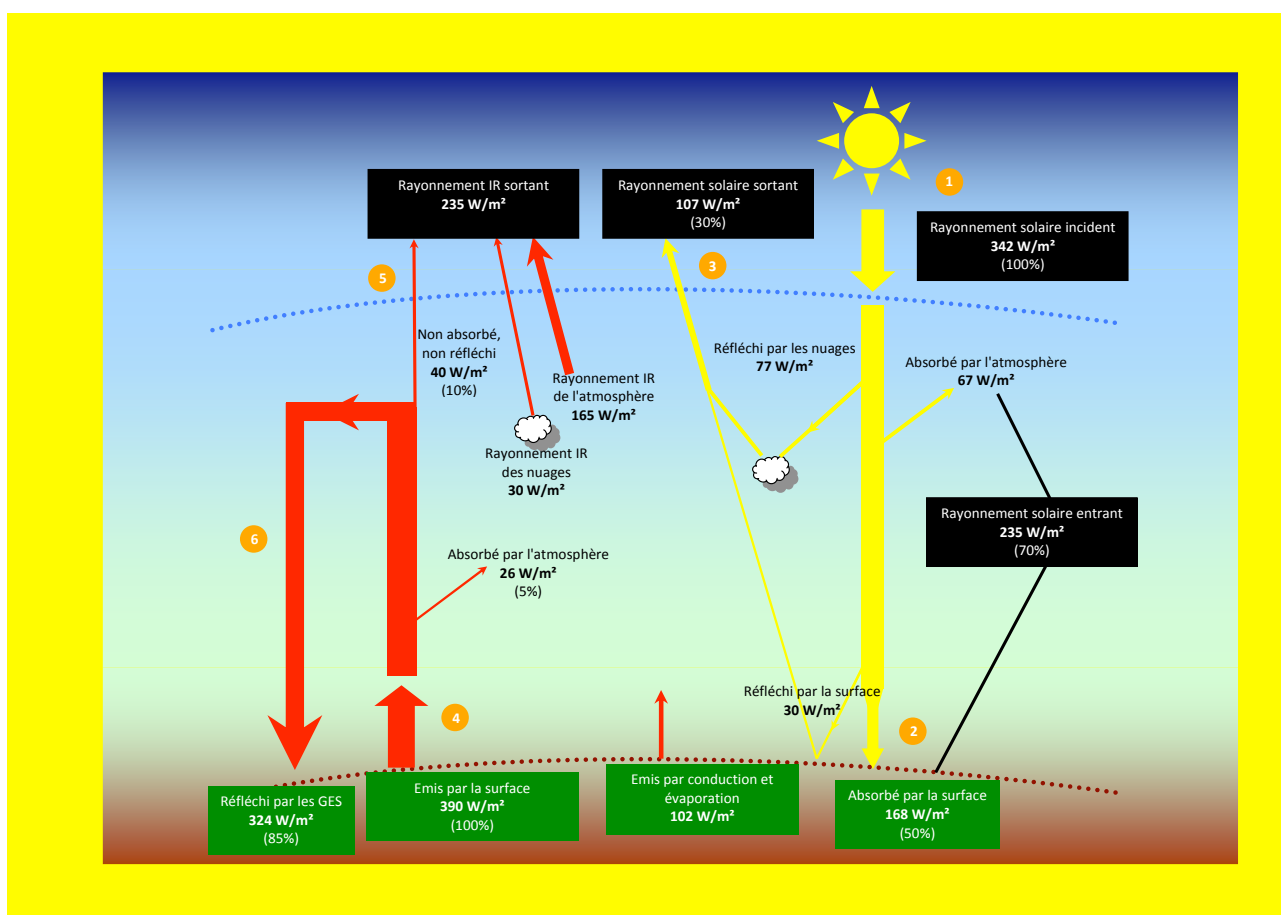 1
Rayonnement IR sortant
235 W/m²
Rayonnement solaire sortant
107 W/m²
(30%)
Rayonnement solaire incident
342 W/m²
(100%)
5
3
Non absorbé,
non réfléchi
40 W/m²
(10%)
Rayonnement IR
de l'atmosphère
165 W/m²
Réfléchi par les nuages
77 W/m²
Absorbé par l'atmosphère
67 W/m²
Rayonnement IR
des nuages
30 W/m²
Rayonnement solaire entrant
235 W/m²
(70%)
6
Absorbé par l'atmosphère
26 W/m²
(5%)
Réfléchi par la surface
30 W/m²
4
2
Réfléchi par les GES
324 W/m²
(85%)
Emis par la surface
390 W/m²
(100%)
Emis par conduction et
évaporation
102 W/m²
Absorbé par la surface
168 W/m²
(50%)